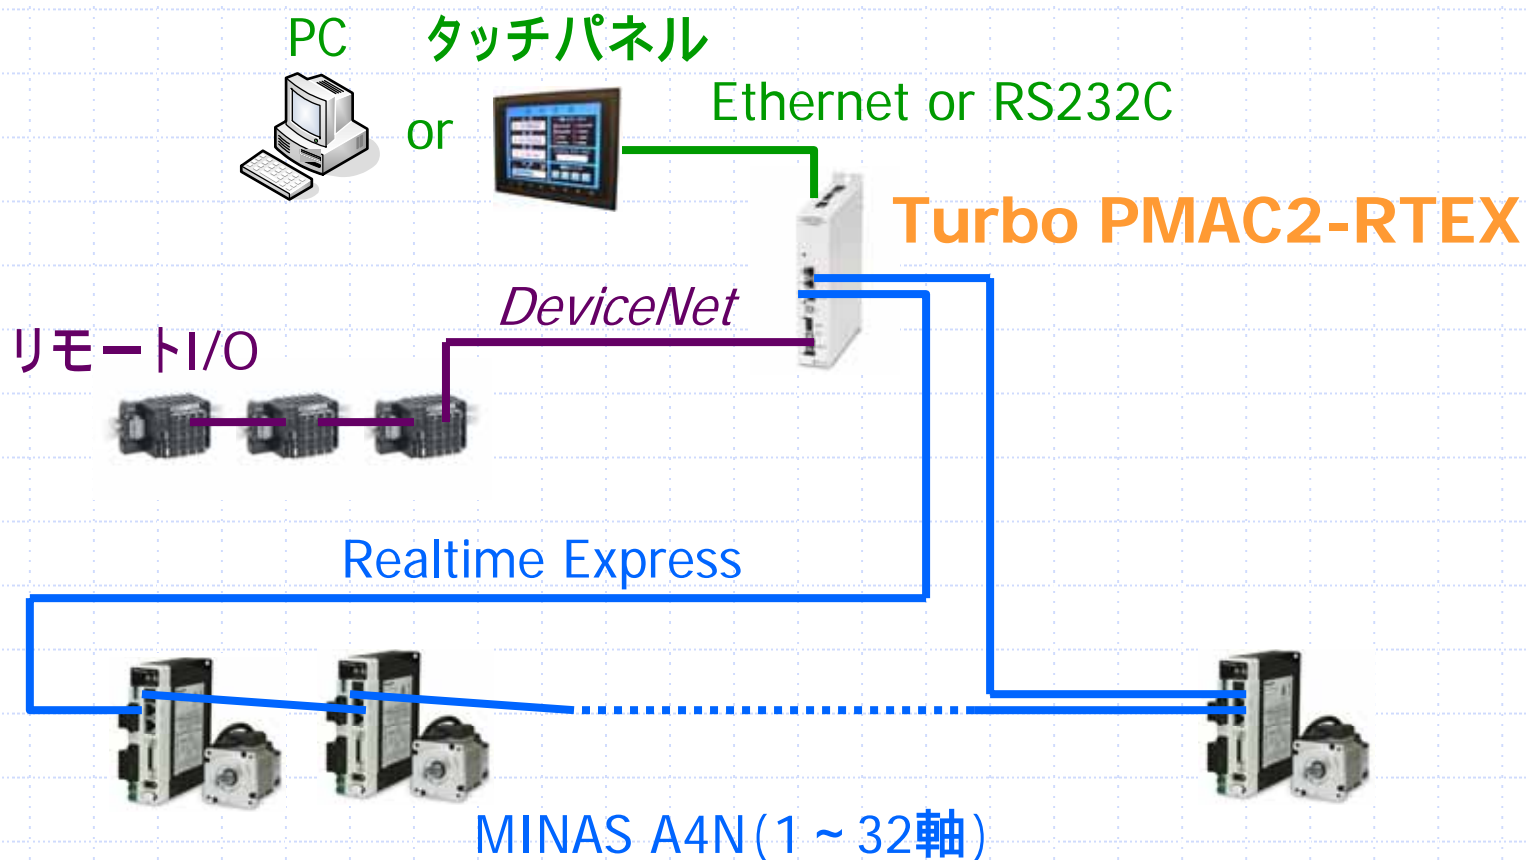 PC
タッチパネル
or
Ethernet or RS232C
Turbo PMAC2-RTEX
DeviceNet
リモートI/O
Realtime Express
MINAS A4N(1~32軸)